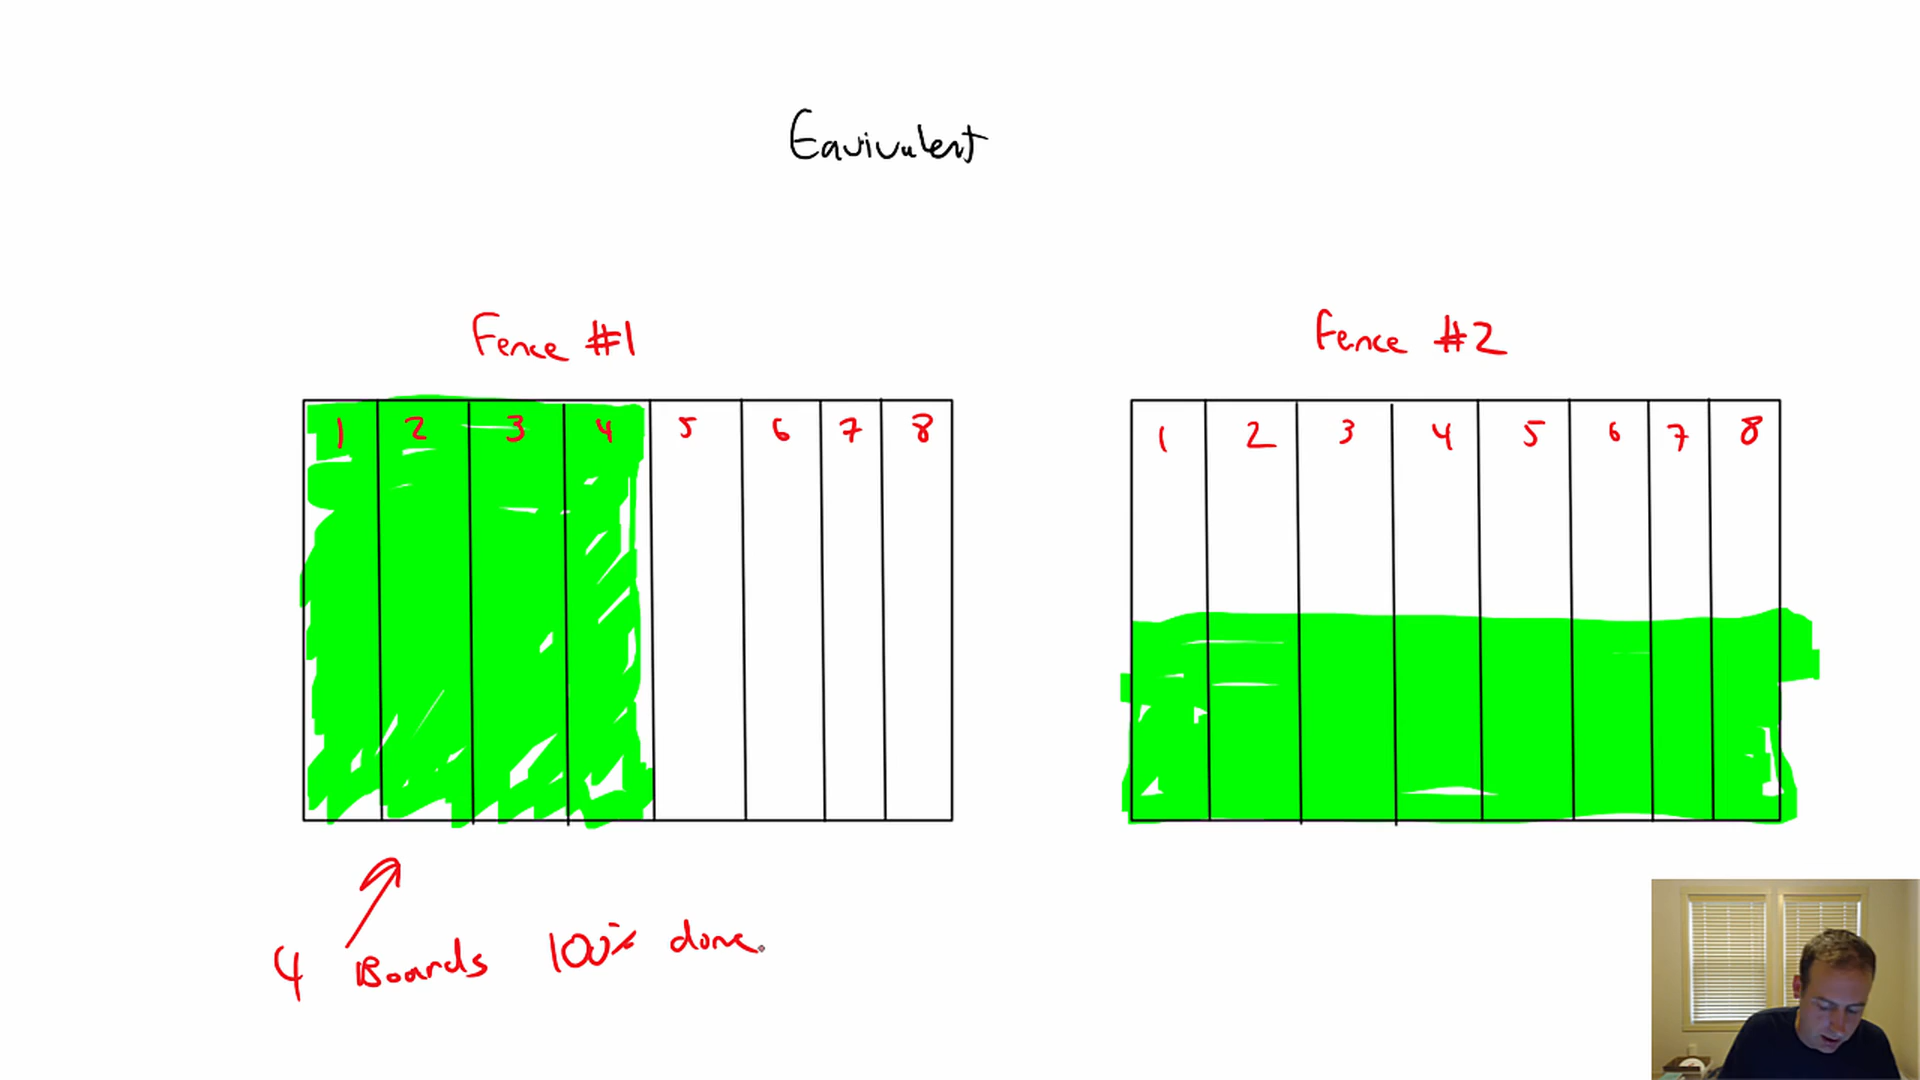 Equivalent
Fence #1
Fence #2
1 2 3 4 5 6 7 8
1 2 3 4 5 6 7 8
4 Boards 100% done